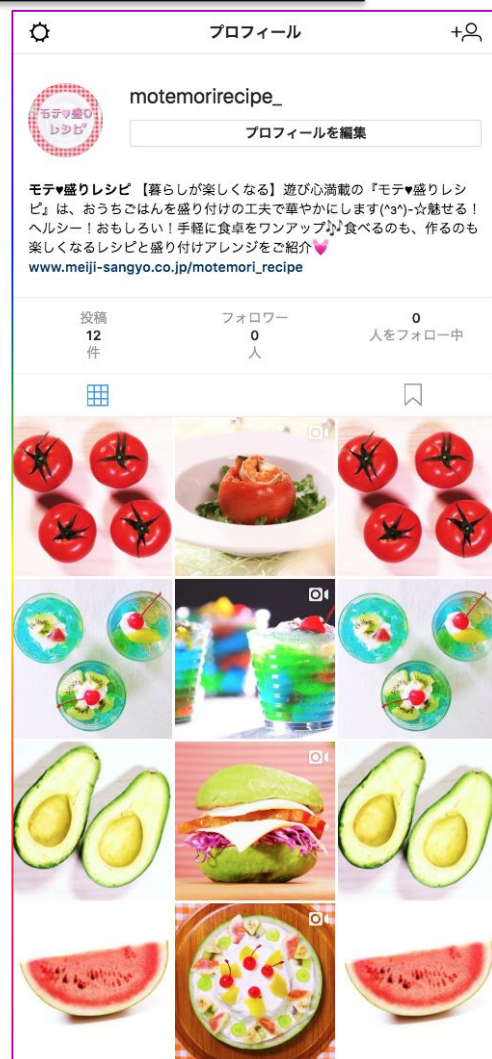 プロフィール
モテ♥盛り
レシピ
motemorirecipe_
プロフィールを編集
モテ♥盛りレシピ 【暮らしが楽しくなる】遊び心満載の『モテ♥盛りレシ
ピ』は、おうちごはんを盛り付けの工夫で華やかにします(^з^)-☆魅せる！
ヘルシー！おもしろい！手軽に食卓をワンアップ🎶食べるのも、作るのも
楽しくなるレシピと盛り付けアレンジをご紹介💓
www.meiji-sangyo.co.jp/motemori_recipe
投稿
12
件
フォロワー
0
人
0
人をフォロー中